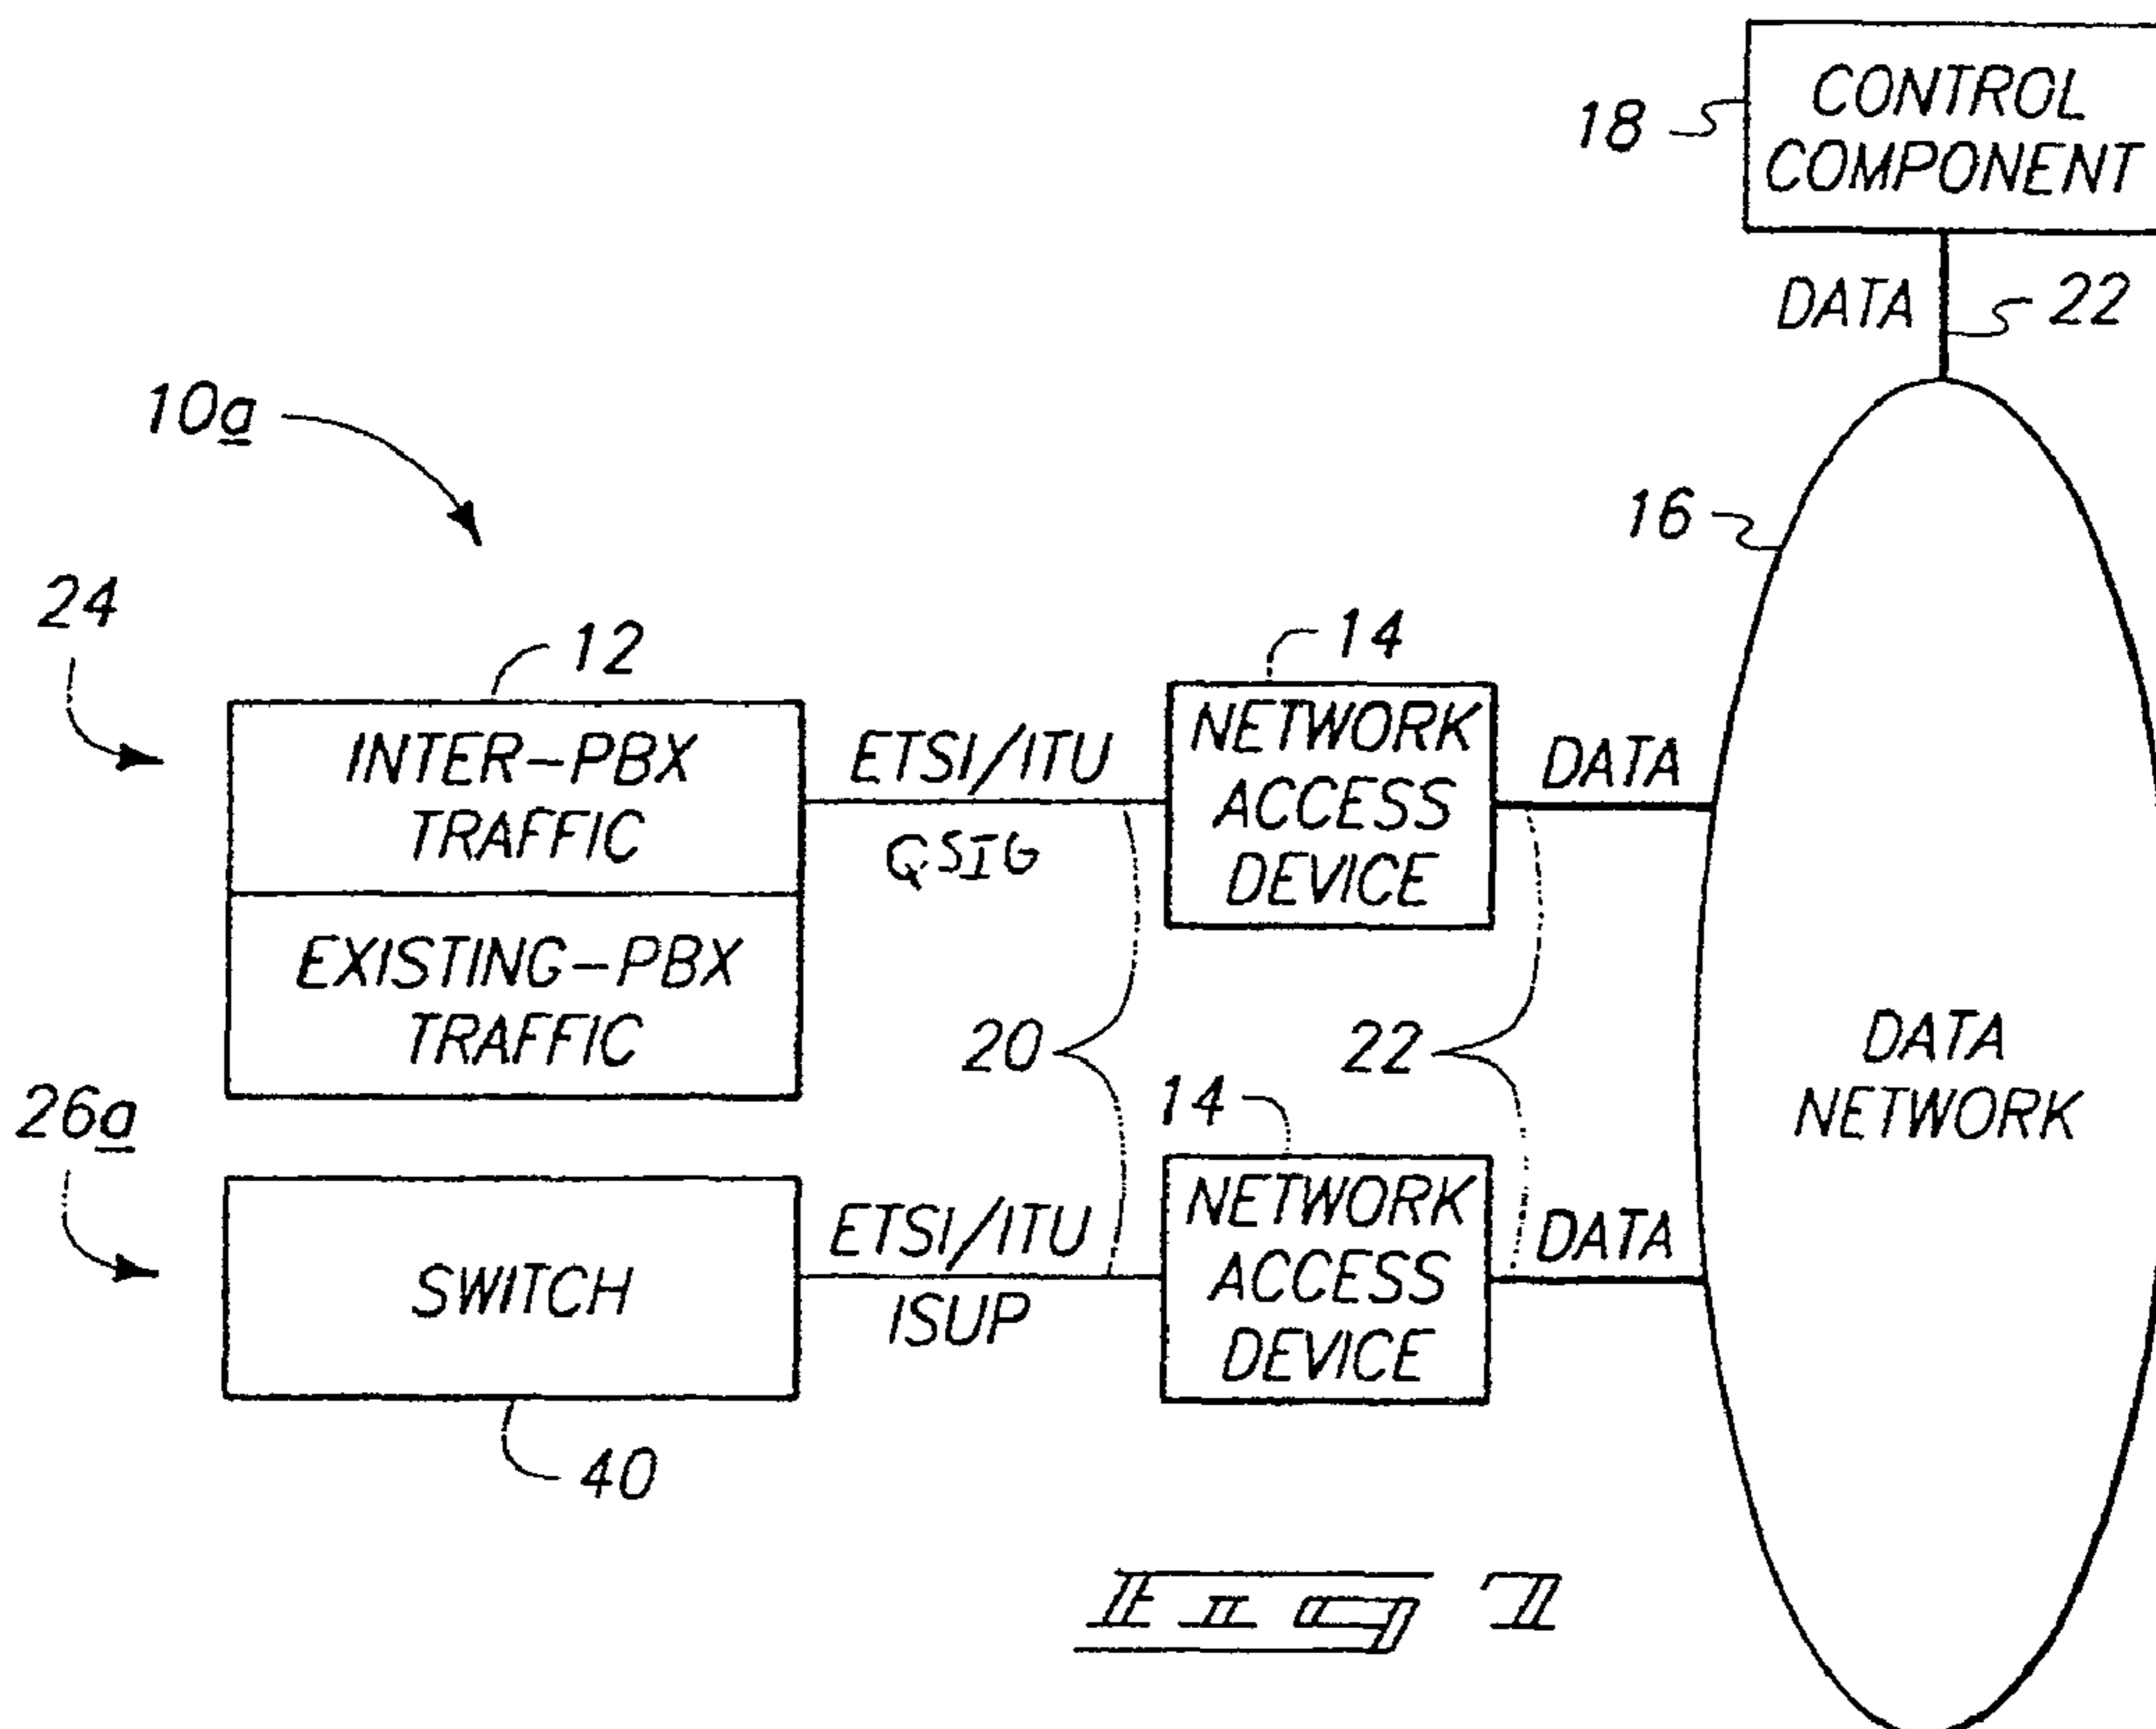 CONTROL
COMPONENT
18
DATA
22
10a
16
24
12
14
INTER-PBX
TRAFFIC
ETSI/ITU
QSIG
NETWORK
ACCESS
DEVICE
DATA
EXISTING-PBX
TRAFFIC
20
22
DATA
NETWORK
26a
14
SWITCH
ETSI/ITU
ISUP
NETWORK
ACCESS
DEVICE
DATA
40